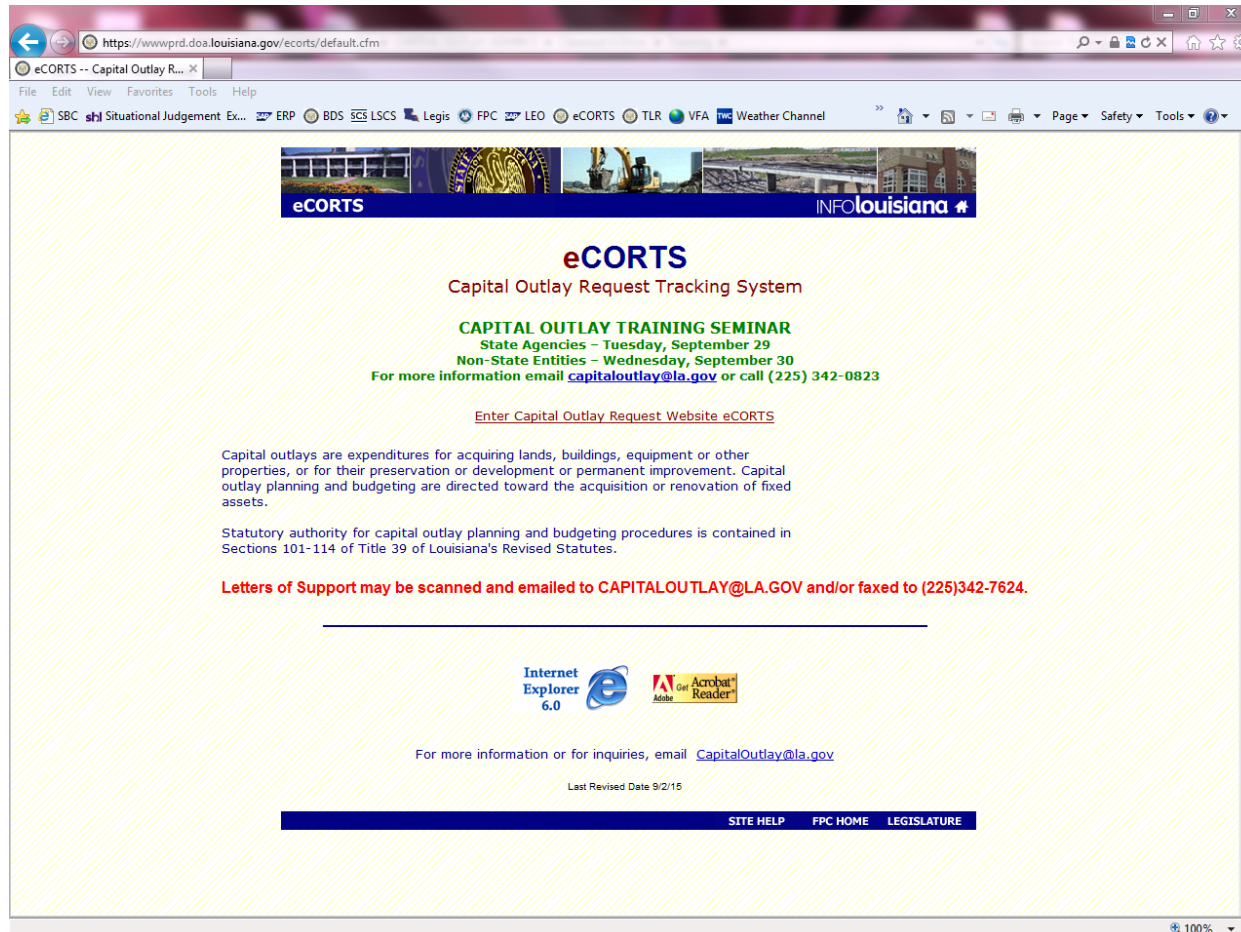 https://wwwprd.doa.louisiana.gov/ecorts/default.cfm
eCORTS -- Capital Outlay R...
File Edit View Favorites Tools Help
SBC shl Situational Judgement Ex... ERP BDS SCS LSCS Legis FPC LEO eCORTS TLR VFA TWC Weather Channel » Page Safety Tools
eCORTS INFOlouisiana
eCORTS
Capital Outlay Request Tracking System
CAPITAL OUTLAY TRAINING SEMINAR
State Agencies – Tuesday, September 29
Non-State Entities – Wednesday, September 30
For more information email capitaloutlay@la.gov or call (225) 342-0823
Enter Capital Outlay Request Website eCORTS
Capital outlays are expenditures for acquiring lands, buildings, equipment or other
properties, or for their preservation or development or permanent improvement. Capital
outlay planning and budgeting are directed toward the acquisition or renovation of fixed
assets.
Statutory authority for capital outlay planning and budgeting procedures is contained in
Sections 101-114 of Title 39 of Louisiana's Revised Statutes.
Letters of Support may be scanned and emailed to CAPITALOUTLAY@LA.GOV and/or faxed to (225)342-7624.
Internet
Explorer
6.0
Adobe Get Acrobat®
Reader®
For more information or for inquiries, email CapitalOutlay@la.gov
Last Revised Date 9/2/15
SITE HELP FPC HOME LEGISLATURE
100%